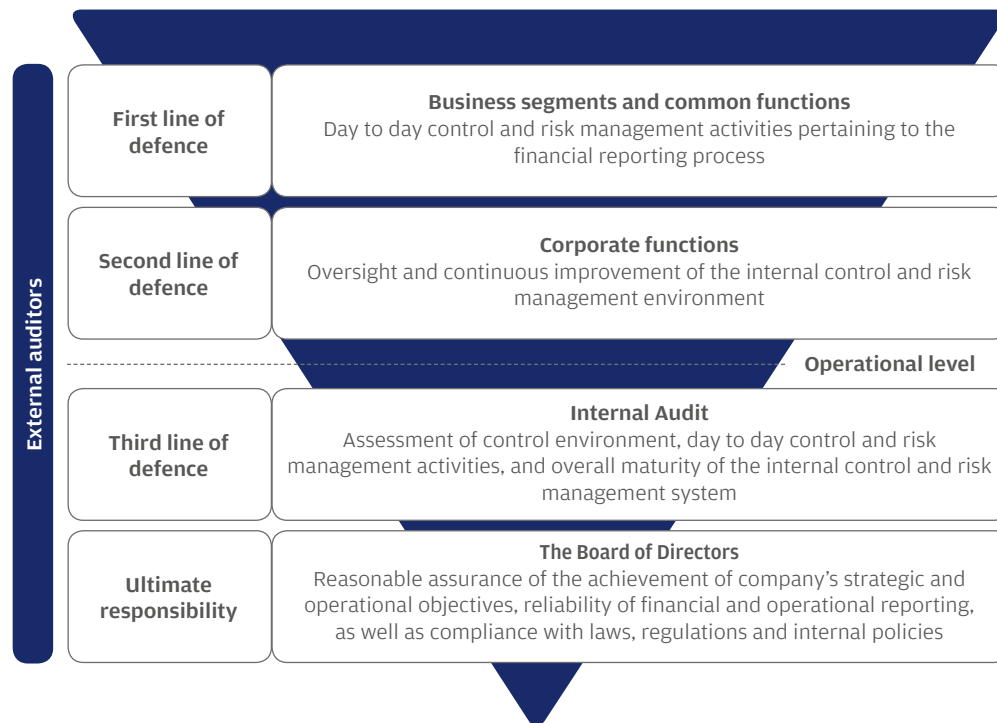 External auditors
First line of
defence
Business segments and common functions
Day to day control and risk management activities pertaining to the
financial reporting process
Second line of
defence
Corporate functions
Oversight and continuous improvement of the internal control and risk
management environment
Operational level
Third line of
defence
Internal Audit
Assessment of control environment, day to day control and risk
management activities, and overall maturity of the internal control and risk
management system
Ultimate
responsibility
The Board of Directors
Reasonable assurance of the achievement of company’s strategic and
operational objectives, reliability of financial and operational reporting,
as well as compliance with laws, regulations and internal policies